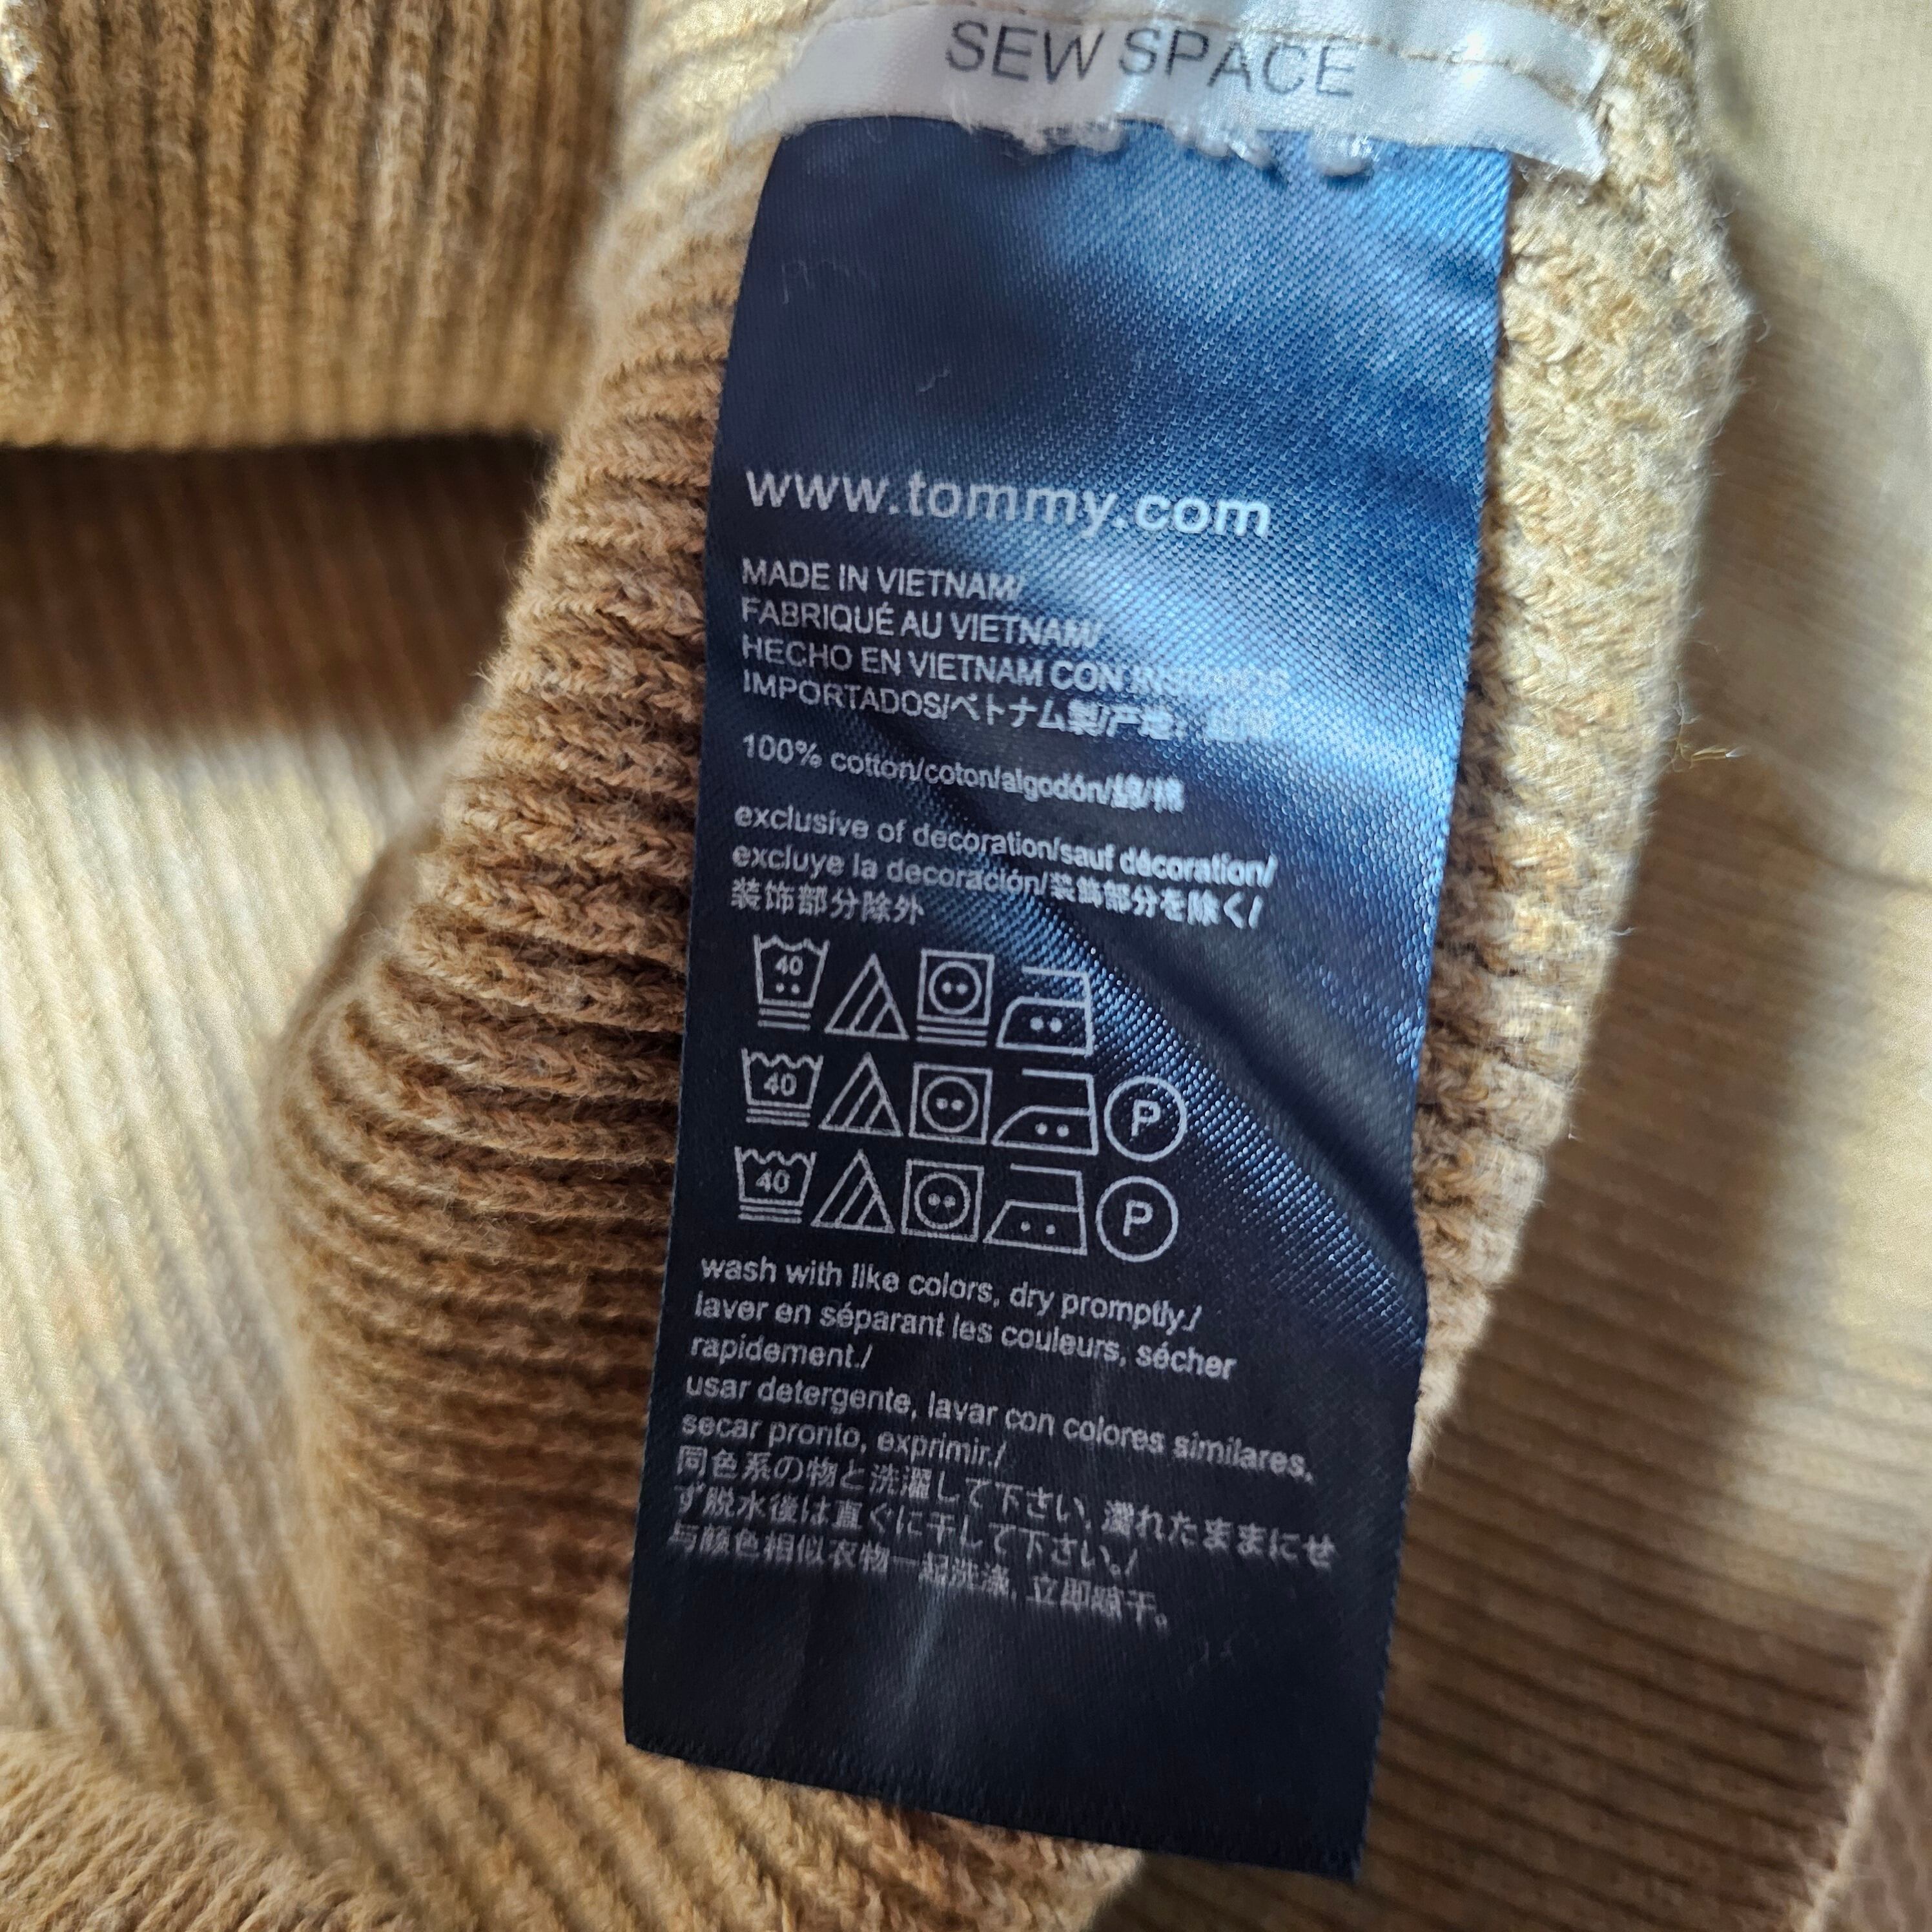 SEW SPACE
www.tommy.com
MADE IN VIETNAM/
FABRIQUÉ AU VIETNAM/
HECHO EN VIETNAM CON INSUMOS
IMPORTADOS/ベトナム製/产地:
100% cotton/coton/algodón/綿/棉
exclusive of decoration/sauf décoration/
excluye la decoración/装飾部分を除く/
装饰部分除外
40
40 P
40 P
wash with like colors, dry promptly./
laver en séparant les couleurs, sécher
rapidement./
usar detergente, lavar con colores similares,
secar pronto, exprimir./
同色系の物と洗濯して下さい, 濡れたままにせ
ず脱水後は直ぐに干して下さい。/
与颜色相似衣物一起洗涤, 立即晾干。